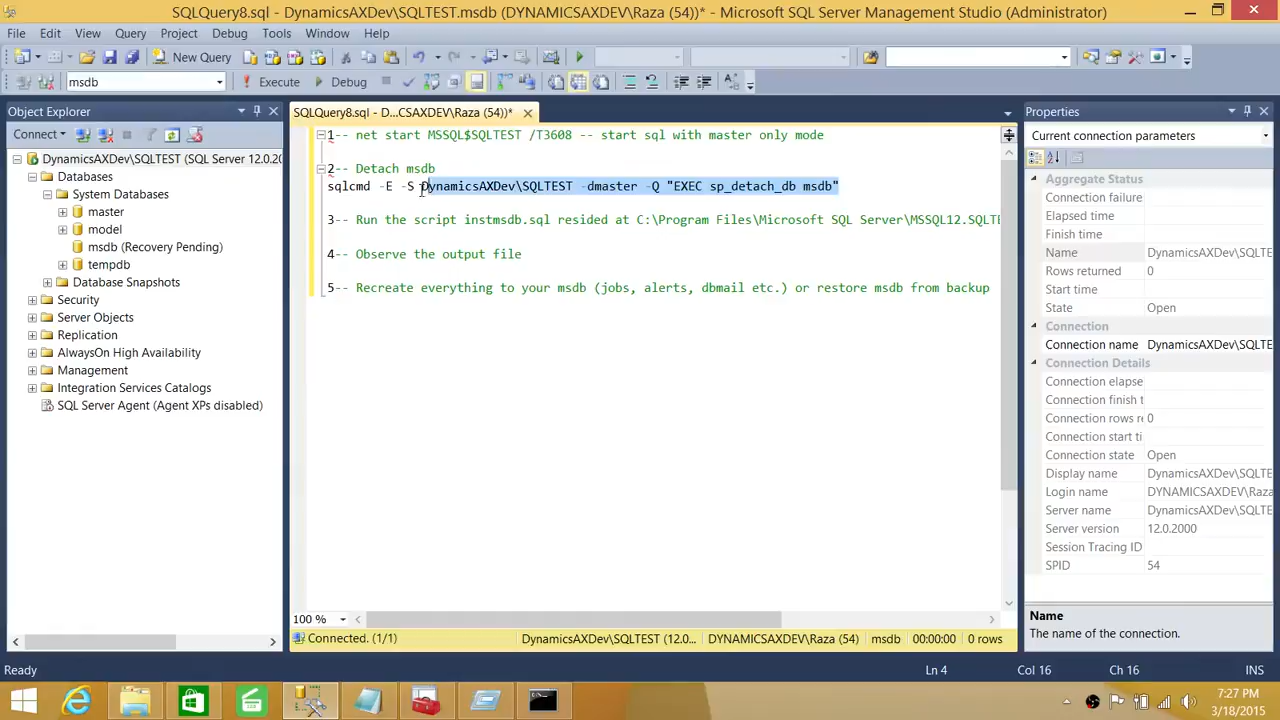 SQLQuery8.sql - DynamicsAXDev\SQLTEST.msdb (DYNAMICSAXDEV\Raza (54))* - Microsoft SQL Server Management Studio (Administrator)
File Edit View Query Project Debug Tools Window Help
New Query
msdb Execute Debug
Object Explorer
SQLQuery8.sql - D...CSAXDEV\Raza (54))*
Properties
Connect
Current connection parameters
DynamicsAXDev\SQLTEST (SQL Server 12.0.20
Databases
System Databases
master
model
msdb (Recovery Pending)
tempdb
Database Snapshots
Security
Server Objects
Replication
AlwaysOn High Availability
Management
Integration Services Catalogs
SQL Server Agent (Agent XPs disabled)
1-- net start MSSQL$SQLTEST /T3608 -- start sql with master only mode
2-- Detach msdb
sqlcmd -E -S DynamicsAXDev\SQLTEST -dmaster -Q "EXEC sp_detach_db msdb"
3-- Run the script instmsdb.sql resided at C:\Program Files\Microsoft SQL Server\MSSQL12.SQLTE
4-- Observe the output file
5-- Recreate everything to your msdb (jobs, alerts, dbmail etc.) or restore msdb from backup
Aggregate Status
Connection failure
Elapsed time
Finish time
Name DynamicsAXDev\SQLTE
Rows returned 0
Start time
State Open
Connection
Connection name DynamicsAXDev\SQLTE
Connection Details
Connection elapse
Connection finish t
Connection rows r 0
Connection start ti
Connection state Open
Display name DynamicsAXDev\SQLTE
Login name DYNAMICSAXDEV\Raza
Server name DynamicsAXDev\SQLTE
Server version 12.0.2000
Session Tracing ID
SPID 54
Name
The name of the connection.
100 %
Connected. (1/1) DynamicsAXDev\SQLTEST (12.0... DYNAMICSAXDEV\Raza (54) msdb 00:00:00 0 rows
Ready Ln 4 Col 16 Ch 16 INS
7:27 PM
3/18/2015